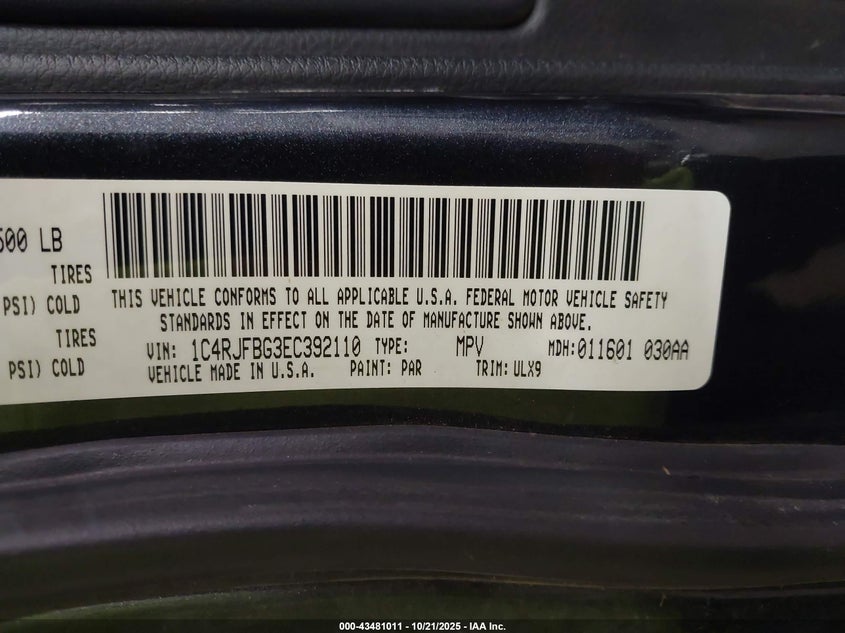 500 LB
TIRES
PSI) COLD
TIRES
PSI) COLD
THIS VEHICLE CONFORMS TO ALL APPLICABLE U.S.A. FEDERAL MOTOR VEHICLE SAFETY
STANDARDS IN EFFECT ON THE DATE OF MANUFACTURE SHOWN ABOVE.
VIN: 1C4RJFBG3EC392110 TYPE: MPV MDH:011601 030AA
VEHICLE MADE IN U.S.A. PAINT: PAR TRIM: ULX9
000-43481011 - 10/21/2025 - IAA Inc.